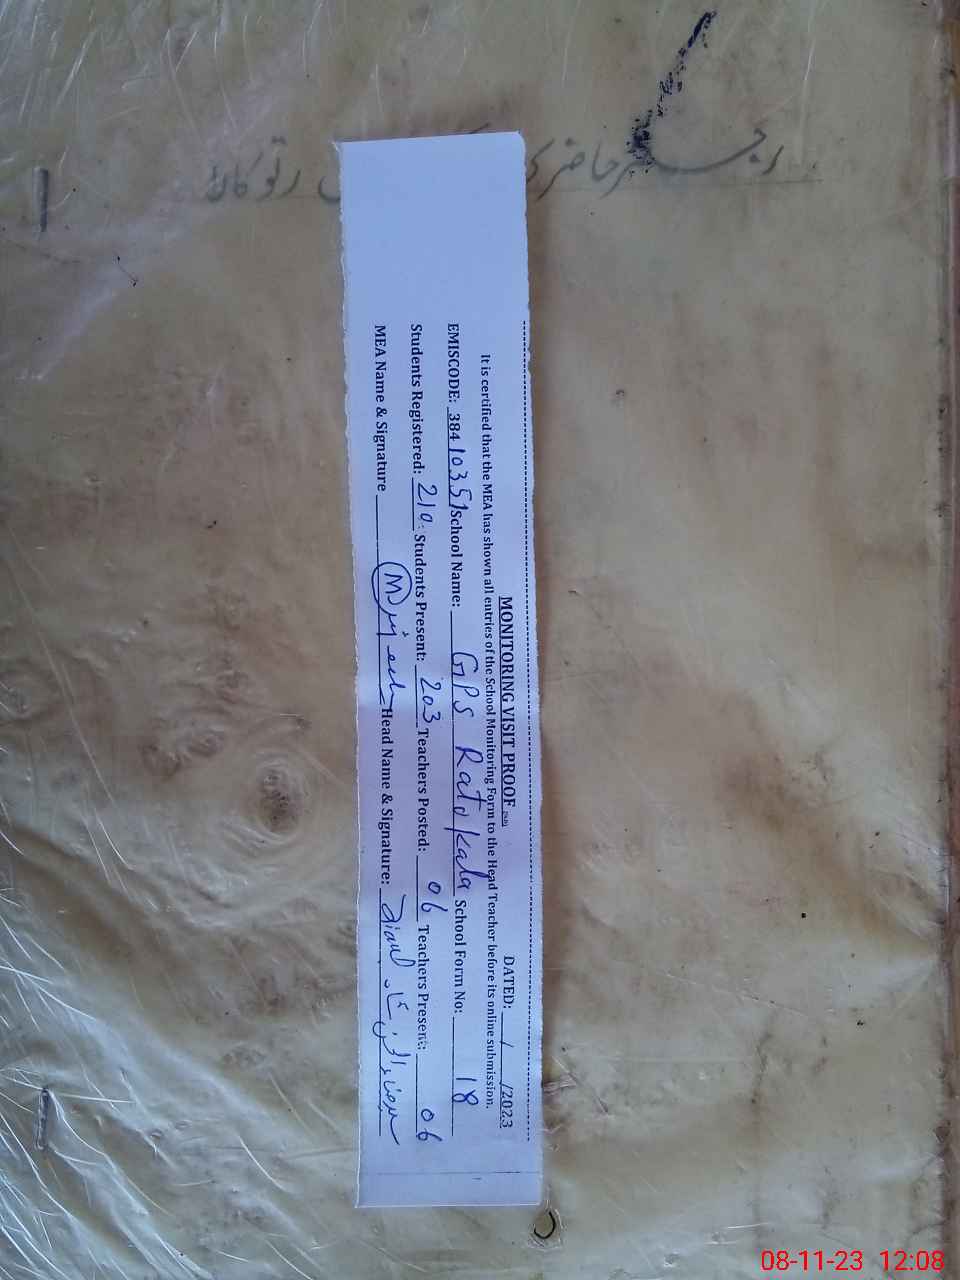 رجسٹر حاضری رتوکالا
MONITORING VISIT PROOF
DATED: ___/___/2023
It is certified that the MEA has shown all entries of the School Monitoring Form to the Head Teacher before its online submission.
EMISCODE: 38410351 School Name: GPS Rato Kala School Form No: 18
Students Registered: 210 Students Present: 203 Teachers Posted: 06 Teachers Present: 06
MEA Name & Signature Head Name & Signature:
08-11-23 12:08